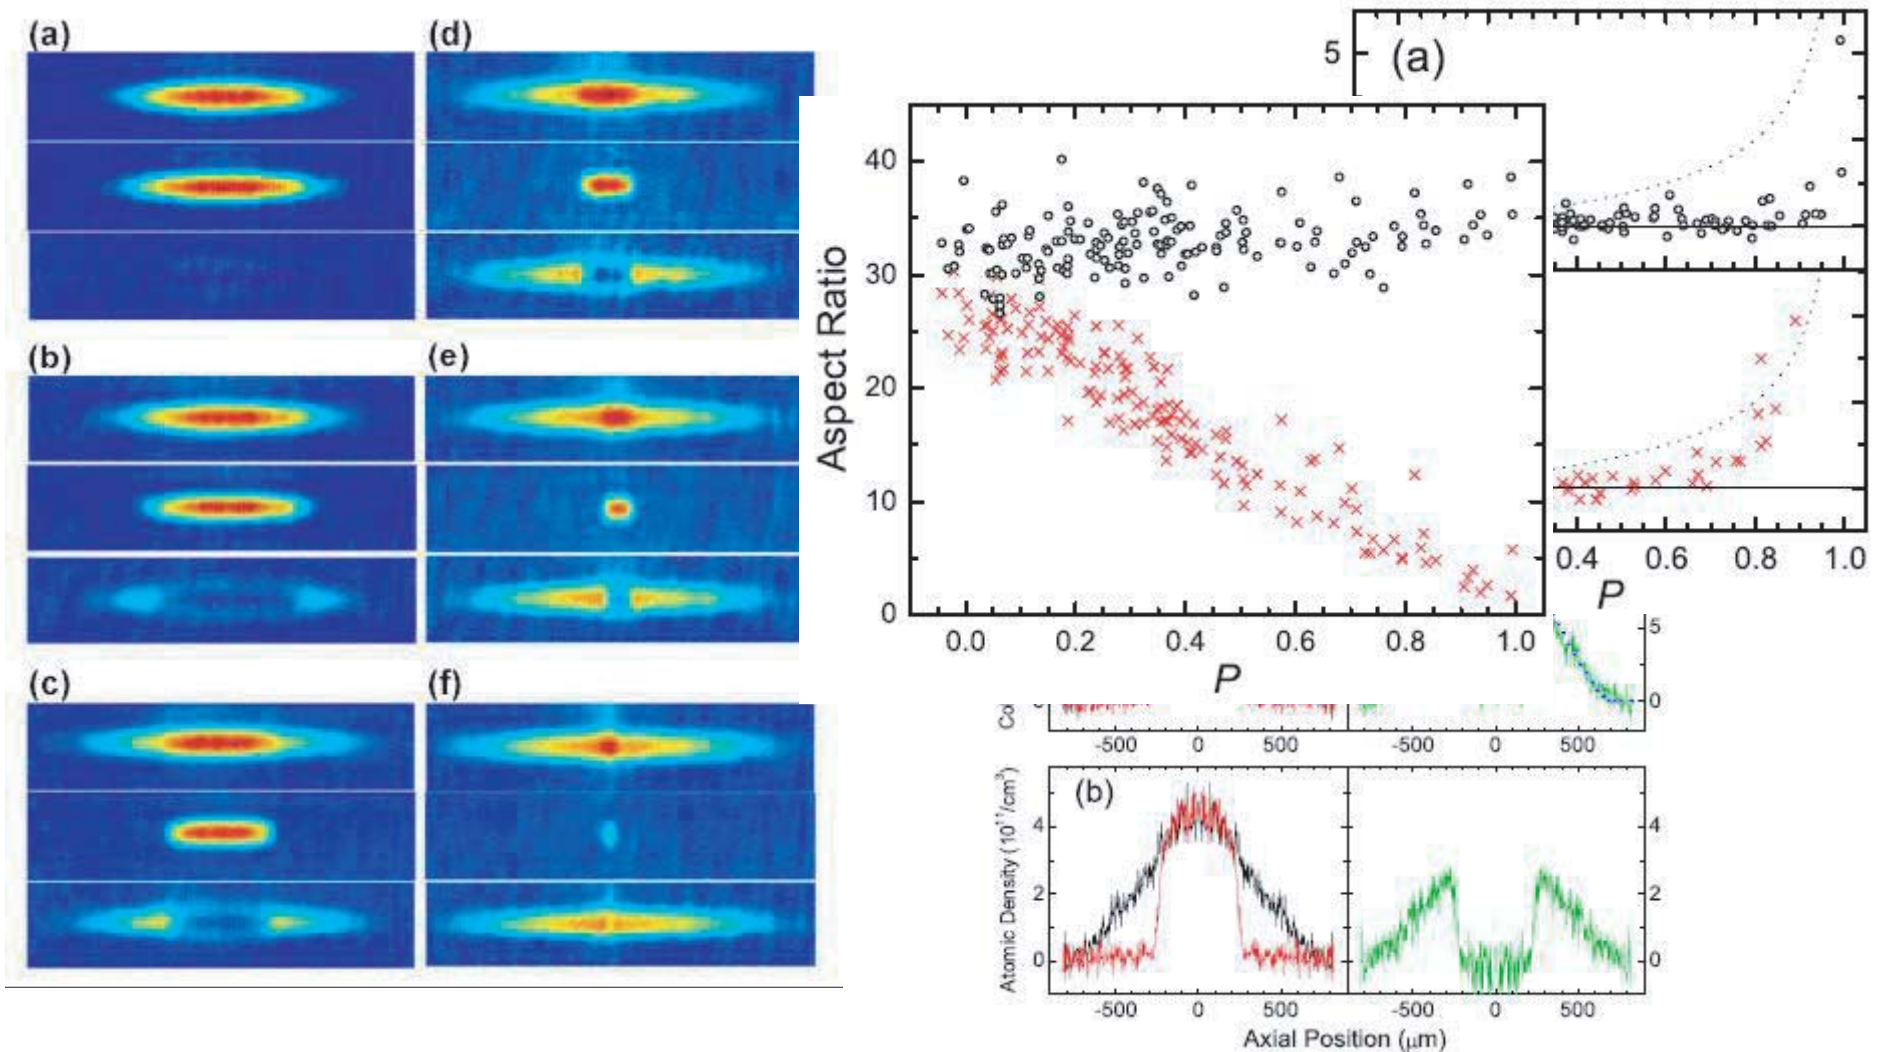 (a)
(d)
(b)
(e)
(c)
(f)
5
(a)
40
30
20
10
0
Aspect Ratio
0.0 0.2 0.4 0.6 0.8 1.0
P
0.4 0.6 0.8 1.0
P
5
0
Co
-500 0 500 -500 0 500
(b)
Atomic Density (10¹¹/cm³)
4
2
0
4
2
0
-500 0 500 -500 0 500
Axial Position (μm)